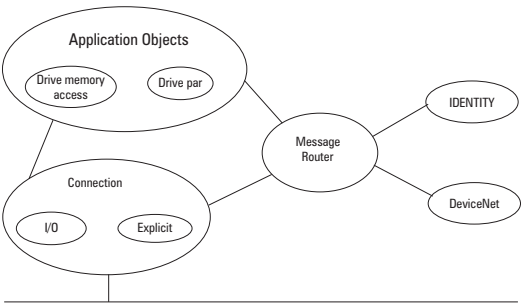 Application Objects
Drive memory
access
Drive par
IDENTITY
Message
Router
Connection
DeviceNet
I/O
Explicit